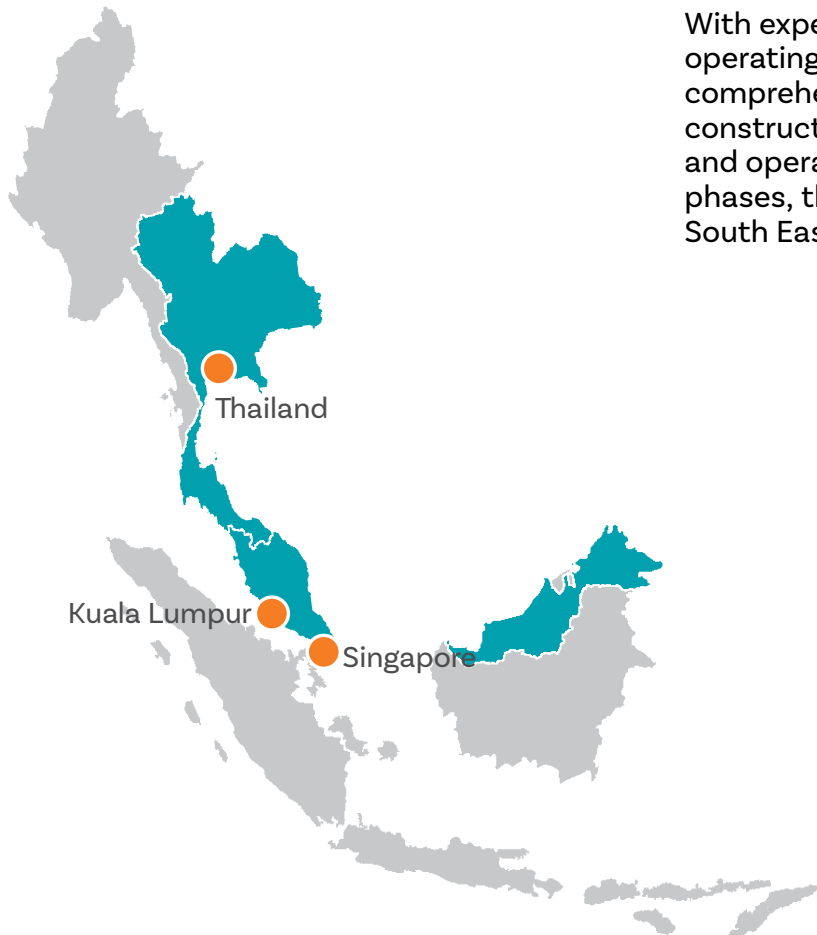 With expe
operating
comprehe
construct
and opera
phases, th
South Eas
Thailand
Kuala Lumpur
Singapore